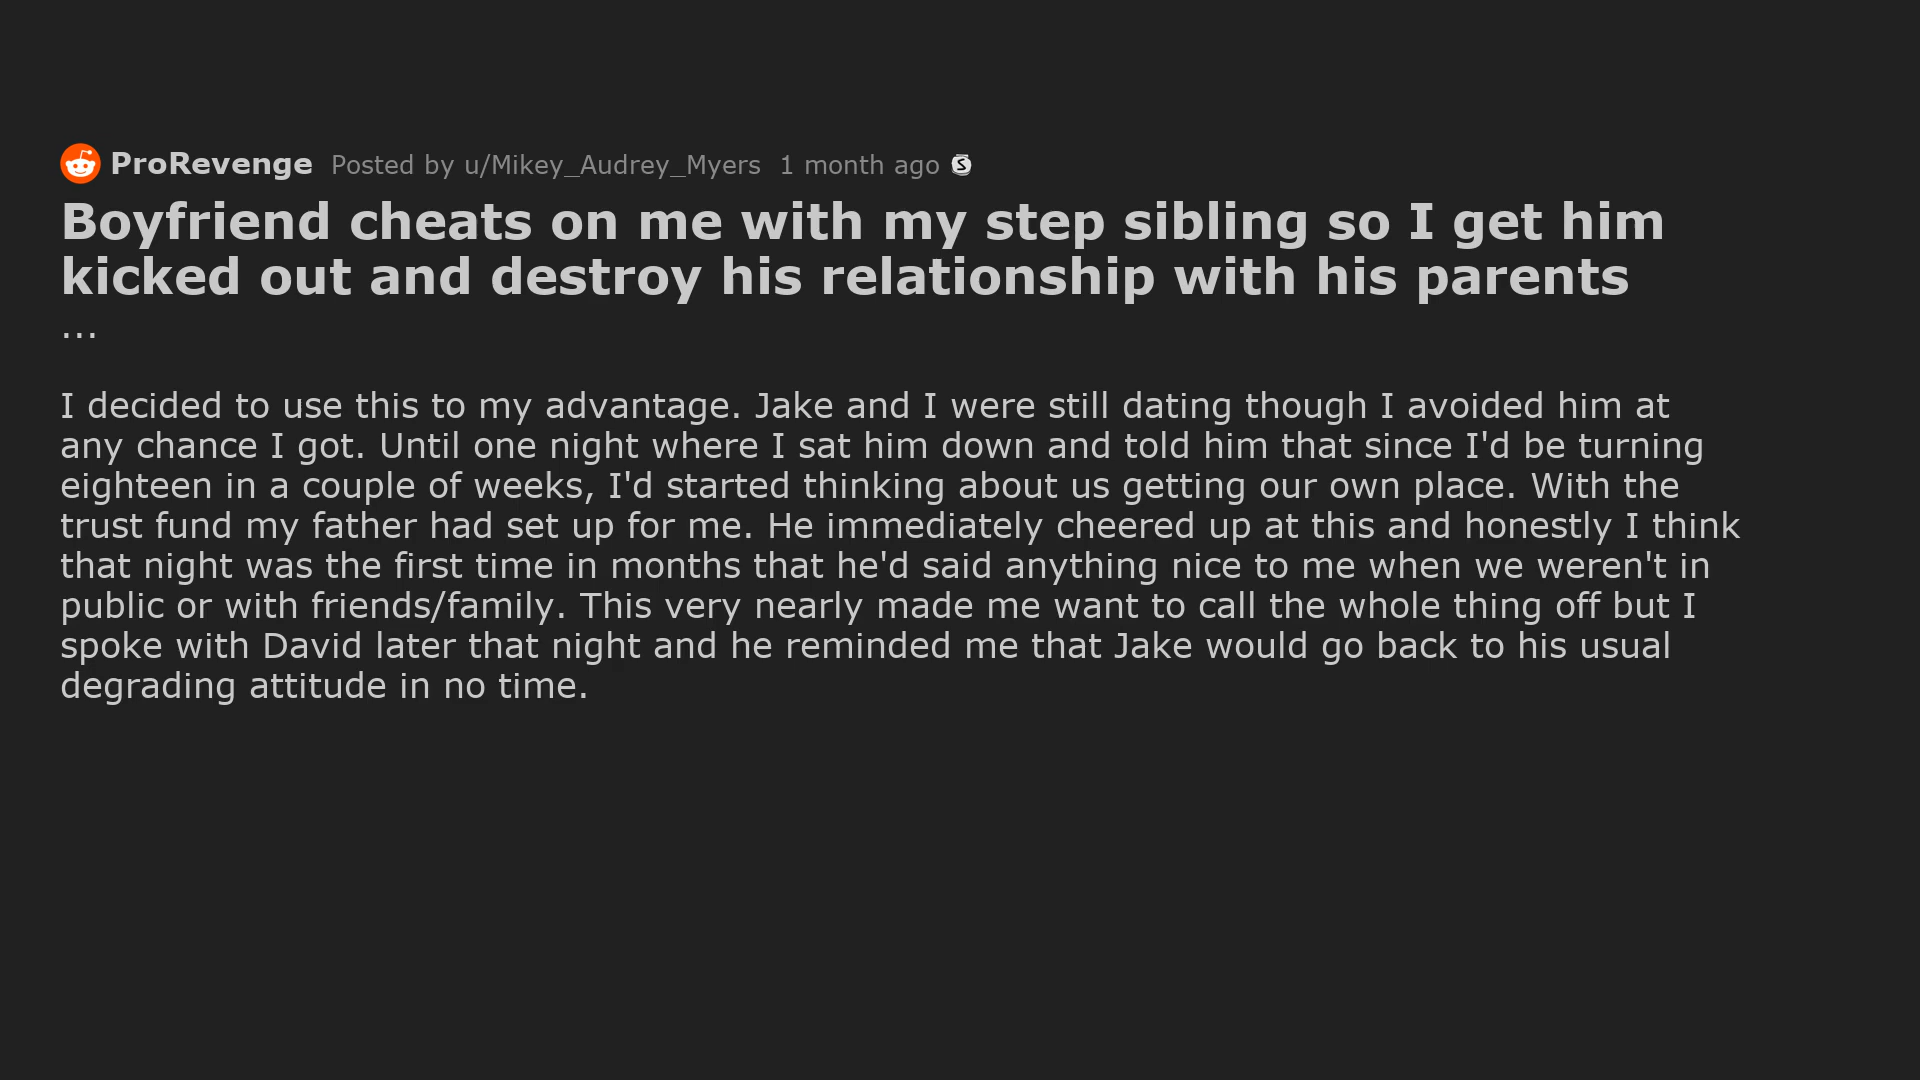 ProRevenge Posted by u/Mikey_Audrey_Myers 1 month ago S
Boyfriend cheats on me with my step sibling so I get him
kicked out and destroy his relationship with his parents
...
I decided to use this to my advantage. Jake and I were still dating though I avoided him at
any chance I got. Until one night where I sat him down and told him that since I'd be turning
eighteen in a couple of weeks, I'd started thinking about us getting our own place. With the
trust fund my father had set up for me. He immediately cheered up at this and honestly I think
that night was the first time in months that he'd said anything nice to me when we weren't in
public or with friends/family. This very nearly made me want to call the whole thing off but I
spoke with David later that night and he reminded me that Jake would go back to his usual
degrading attitude in no time.